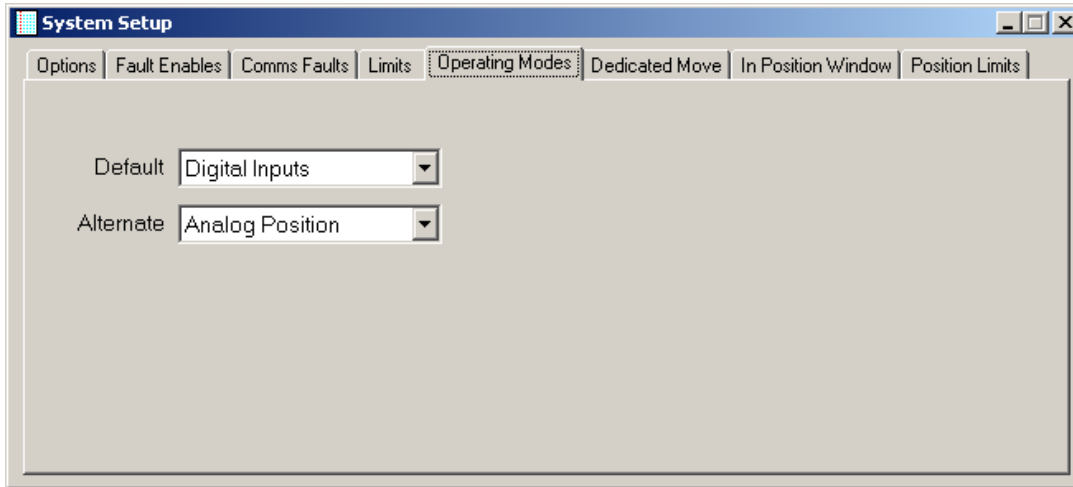 System Setup
Options Fault Enables Comms Faults Limits Operating Modes Dedicated Move In Position Window Position Limits
Default Digital Inputs
Alternate Analog Position